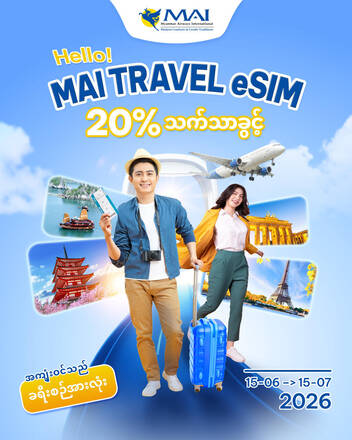 MAI
Myanmar Airways International
Hello!
MAI TRAVEL eSIM
20% သက်သာခွင့်
အကျုံးဝင်သည့်
ခရီးစဉ်အားလုံး
15-06 -> 15-07
2026